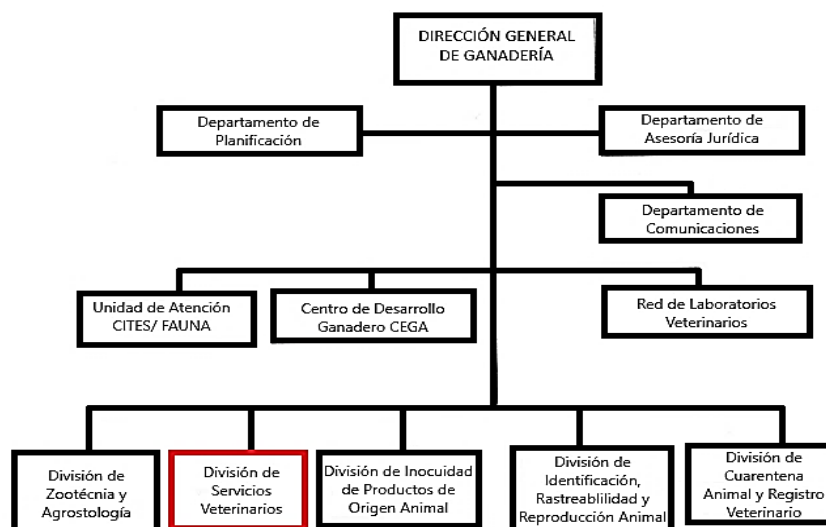 DIRECCIÓN GENERAL
DE GANADERÍA
Departamento de
Planificación
Departamento de
Asesoría Jurídica
Departamento de
Comunicaciones
Unidad de Atención
CITES/ FAUNA
Centro de Desarrollo
Ganadero CEGA
Red de Laboratorios
Veterinarios
División de
Zootécnia y
Agrostología
División de
Servicios
Veterinarios
División de Inocuidad
de Productos de
Origen Animal
División de
Identificación,
Rastreablilidad y
Reproducción Animal
División de
Cuarentena
Animal y Registro
Veterinario